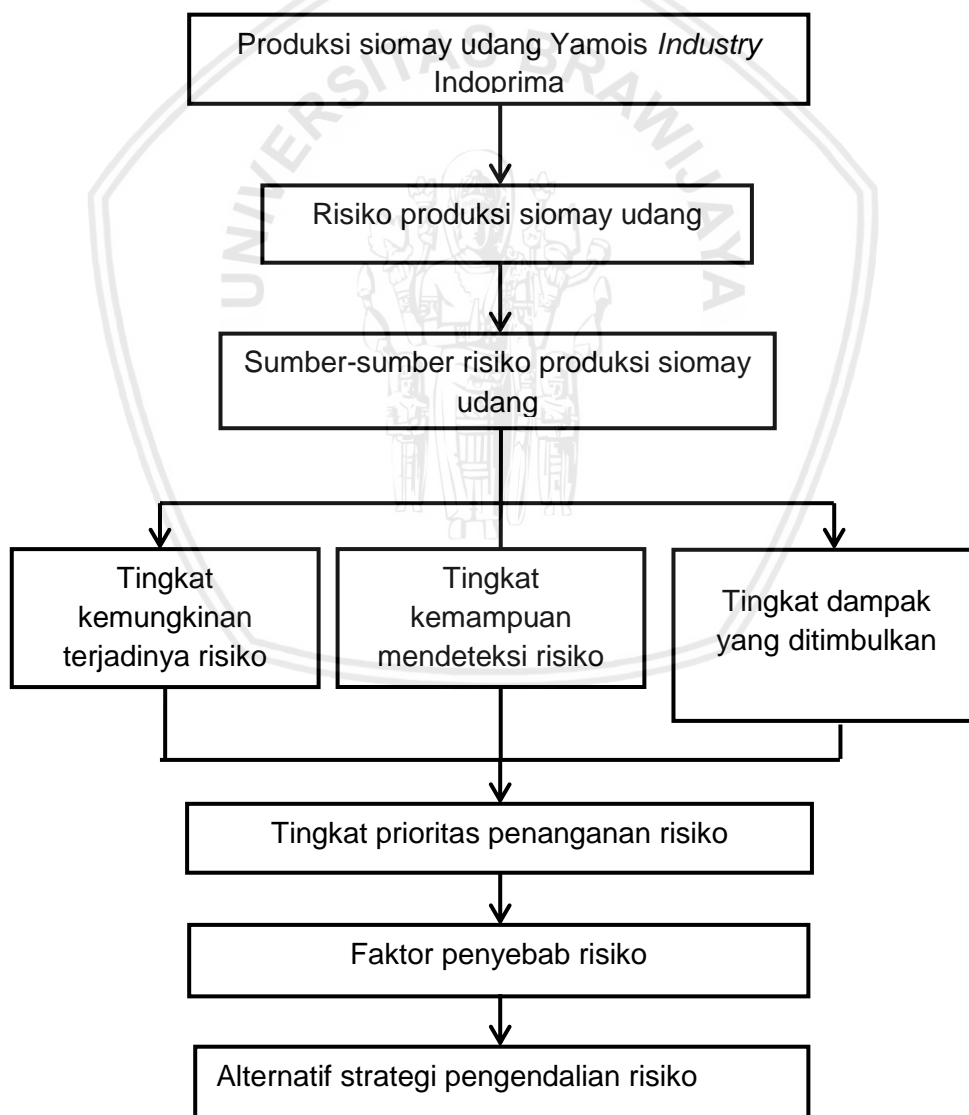 UNIVERSITAS BRAWIJAYA
Produksi siomay udang Yamois Industry
Indoprima
Risiko produksi siomay udang
Sumber-sumber risiko produksi siomay
udang
Tingkat
kemungkinan
terjadinya risiko
Tingkat
kemampuan
mendeteksi risiko
Tingkat dampak
yang ditimbulkan
Tingkat prioritas penanganan risiko
Faktor penyebab risiko
Alternatif strategi pengendalian risiko